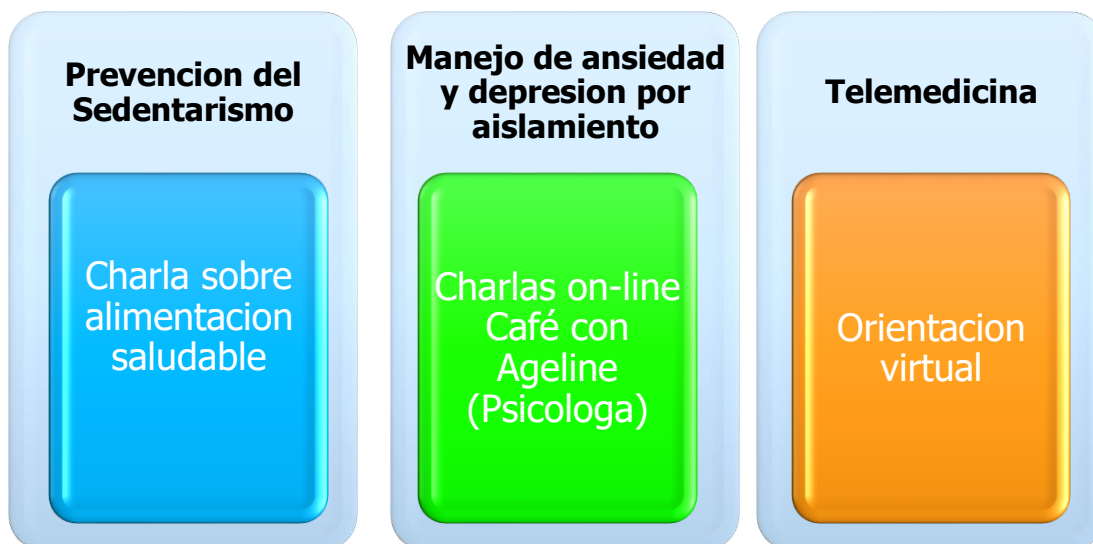 Prevencion del
Sedentarismo
Charla sobre
alimentacion
saludable
Manejo de ansiedad
y depresion por
aislamiento
Charlas on-line
Café con
Ageline
(Psicologa)
Telemedicina
Orientacion
virtual